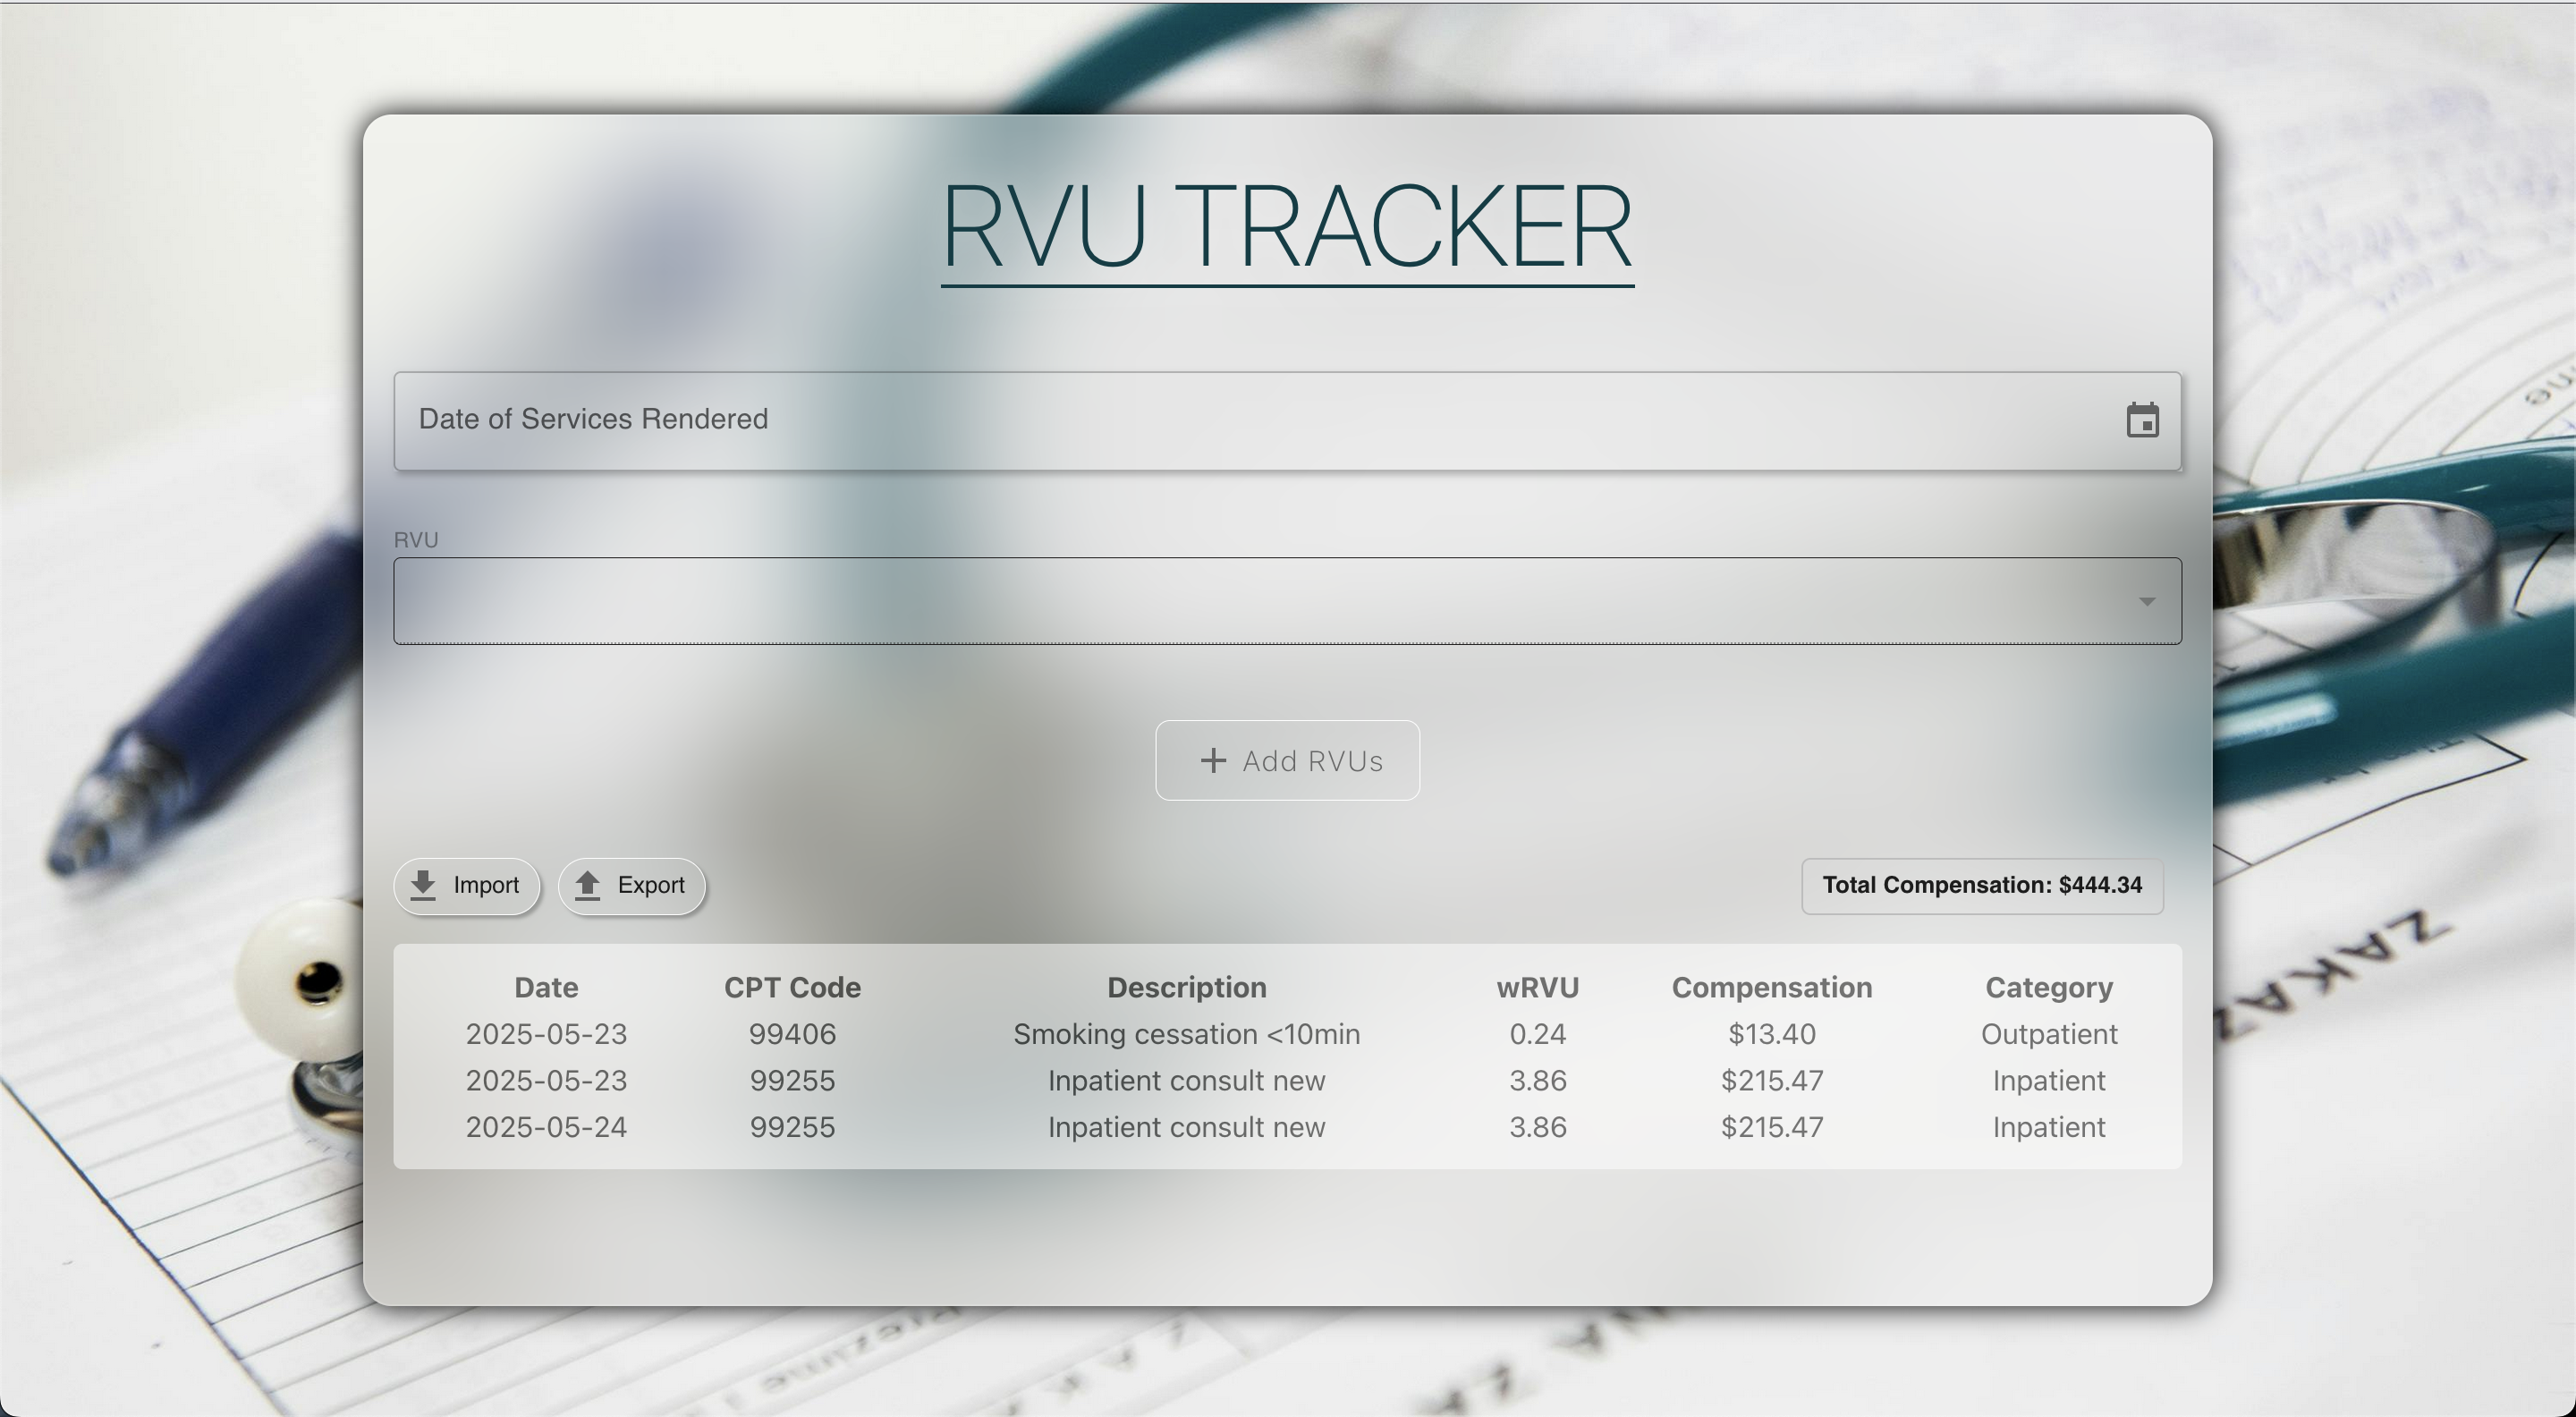 RVU TRACKER
Date of Services Rendered
RVU
Add RVUs
Import Export Total Compensation: $444.34
Date CPT Code Description wRVU Compensation Category
2025-05-23 99406 Smoking cessation <10min 0.24 $13.40 Outpatient
2025-05-23 99255 Inpatient consult new 3.86 $215.47 Inpatient
2025-05-24 99255 Inpatient consult new 3.86 $215.47 Inpatient